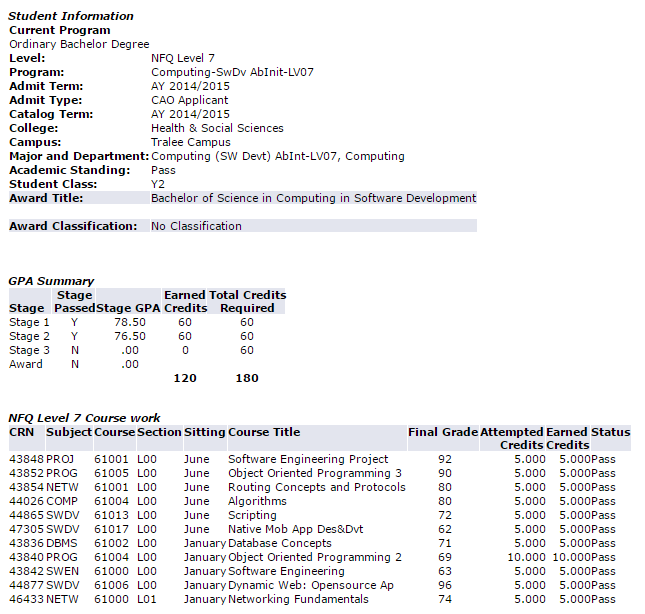 Student Information
Current Program
Ordinary Bachelor Degree
Level: NFQ Level 7
Program: Computing-SwDv AbInit-LV07
Admit Term: AY 2014/2015
Admit Type: CAO Applicant
Catalog Term: AY 2014/2015
College: Health & Social Sciences
Campus: Tralee Campus
Major and Department: Computing (SW Devt) AbInt-LV07, Computing
Academic Standing: Pass
Student Class: Y2
Award Title: Bachelor of Science in Computing in Software Development
Award Classification: No Classification
GPA Summary
Stage Earned Total Credits
Stage Passed Stage GPA Credits Required
Stage 1 Y 78.50 60 60
Stage 2 Y 76.50 60 60
Stage 3 N .00 0 60
Award N .00
120 180
NFQ Level 7 Course work
CRN Subject Course Section Sitting Course Title Final Grade Attempted Earned Status
Credits Credits
43848 PROJ 61001 L00 June Software Engineering Project 92 5.000 5.000 Pass
43852 PROG 61005 L00 June Object Oriented Programming 3 90 5.000 5.000 Pass
43854 NETW 61001 L00 June Routing Concepts and Protocols 80 5.000 5.000 Pass
44026 COMP 61004 L00 June Algorithms 80 5.000 5.000 Pass
44865 SWDV 61013 L00 June Scripting 72 5.000 5.000 Pass
47305 SWDV 61017 L00 June Native Mob App Des&Dvt 62 5.000 5.000 Pass
43836 DBMS 61002 L00 January Database Concepts 71 5.000 5.000 Pass
43840 PROG 61004 L00 January Object Oriented Programming 2 69 10.000 10.000 Pass
43842 SWEN 61000 L00 January Software Engineering 63 5.000 5.000 Pass
44877 SWDV 61006 L00 January Dynamic Web: Opensource Ap 96 5.000 5.000 Pass
46433 NETW 61000 L01 January Networking Fundamentals 74 5.000 5.000 Pass